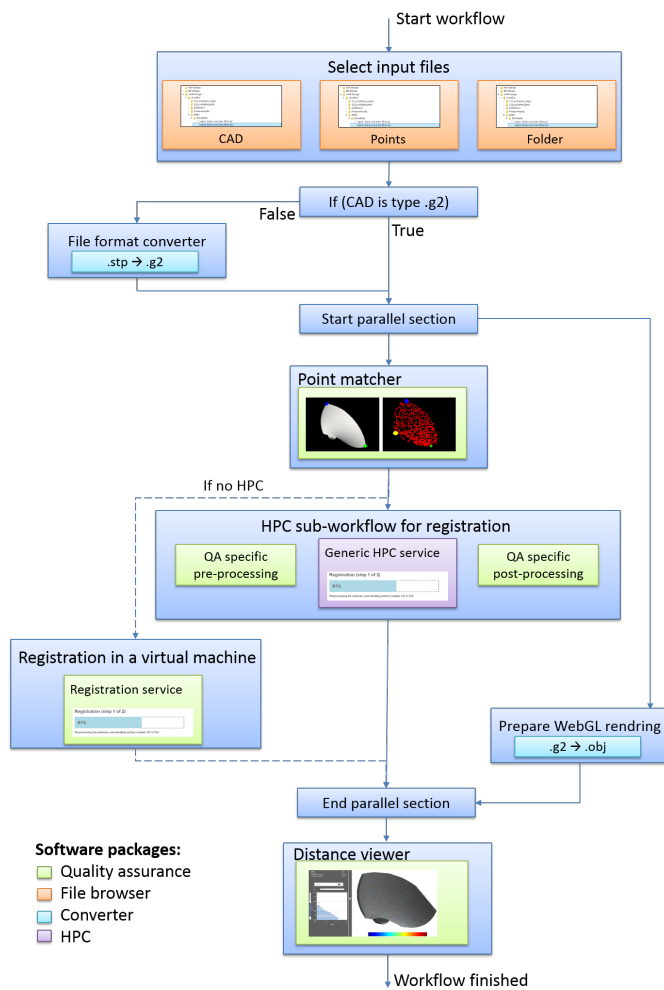 Start workflow
Select input files
CAD
Points
Folder
If (CAD is type .g2)
False
True
File format converter
.stp → .g2
Start parallel section
Point matcher
If no HPC
HPC sub-workflow for registration
QA specific
pre-processing
Generic HPC service
Registration (step 1 of 2)
61%
QA specific
post-processing
Registration in a virtual machine
Registration service
Registration (step 1 of 2)
61%
Prepare WebGL rendring
.g2 → .obj
End parallel section
Distance viewer
Software packages:
Quality assurance
File browser
Converter
HPC
Workflow finished